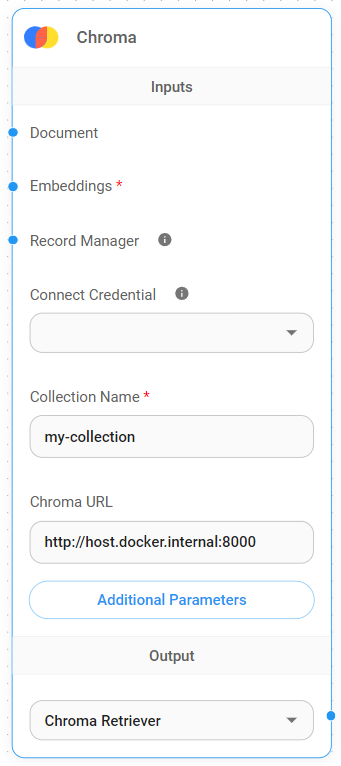 Chroma
Inputs
Document
Embeddings *
Record Manager
Connect Credential
Collection Name *
my-collection
Chroma URL
http://host.docker.internal:8000
Additional Parameters
Output
Chroma Retriever